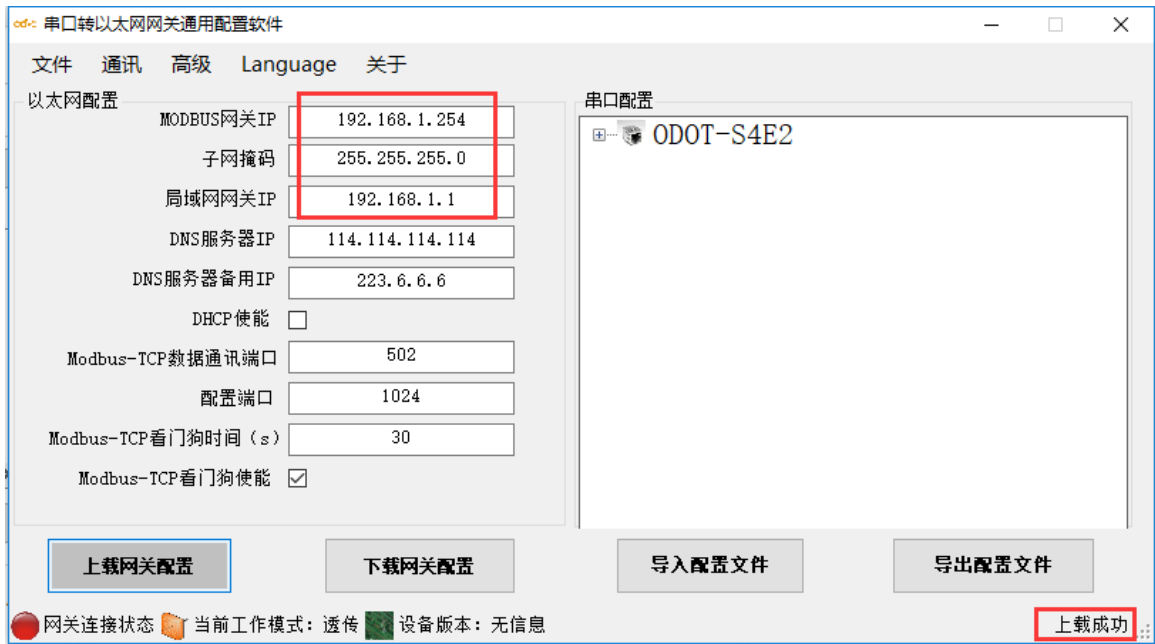 串口转以太网网关通用配置软件
文件 通讯 高级 Language 关于
以太网配置
MODBUS网关IP 192.168.1.254
子网掩码 255.255.255.0
局域网网关IP 192.168.1.1
DNS服务器IP 114.114.114.114
DNS服务器备用IP 223.6.6.6
DHCP使能
Modbus-TCP数据通讯端口 502
配置端口 1024
Modbus-TCP看门狗时间（s） 30
Modbus-TCP看门狗使能
串口配置
ODOT-S4E2
上载网关配置 下载网关配置 导入配置文件 导出配置文件
网关连接状态 当前工作模式：透传 设备版本：无信息 上载成功